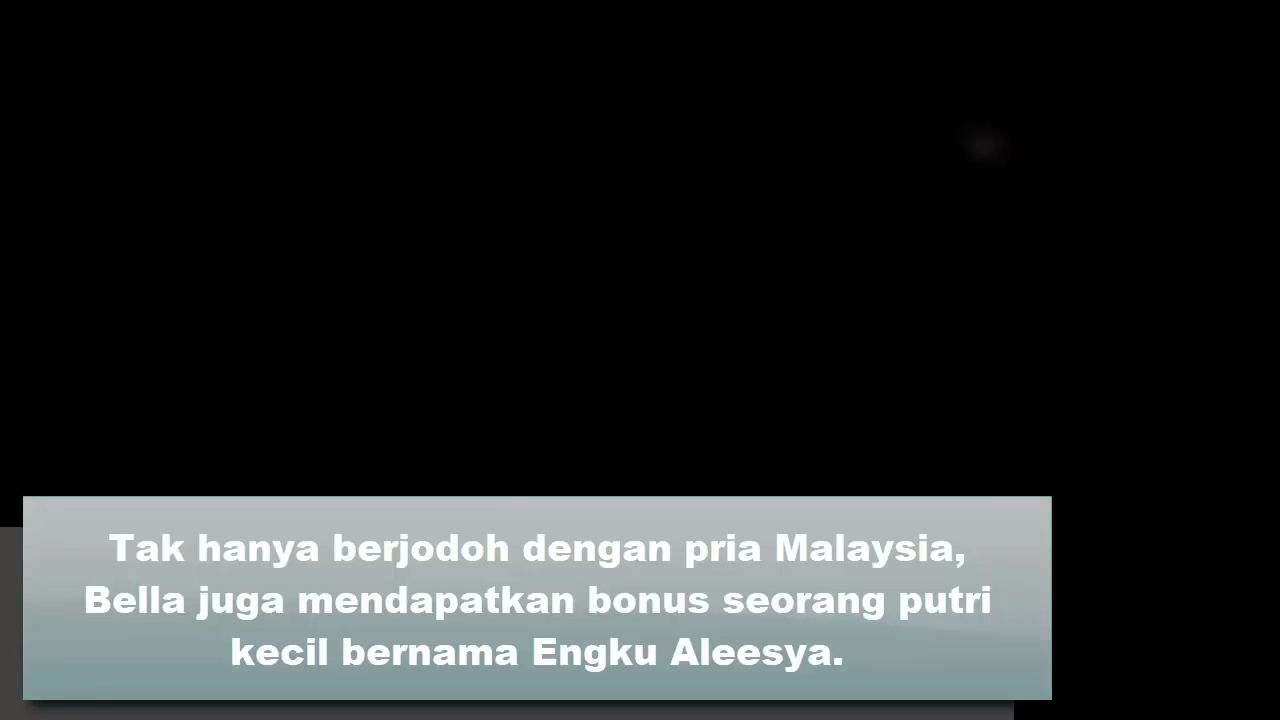 Tak hanya berjodoh dengan pria Malaysia,
Bella juga mendapatkan bonus seorang putri
kecil bernama Engku Aleesya.